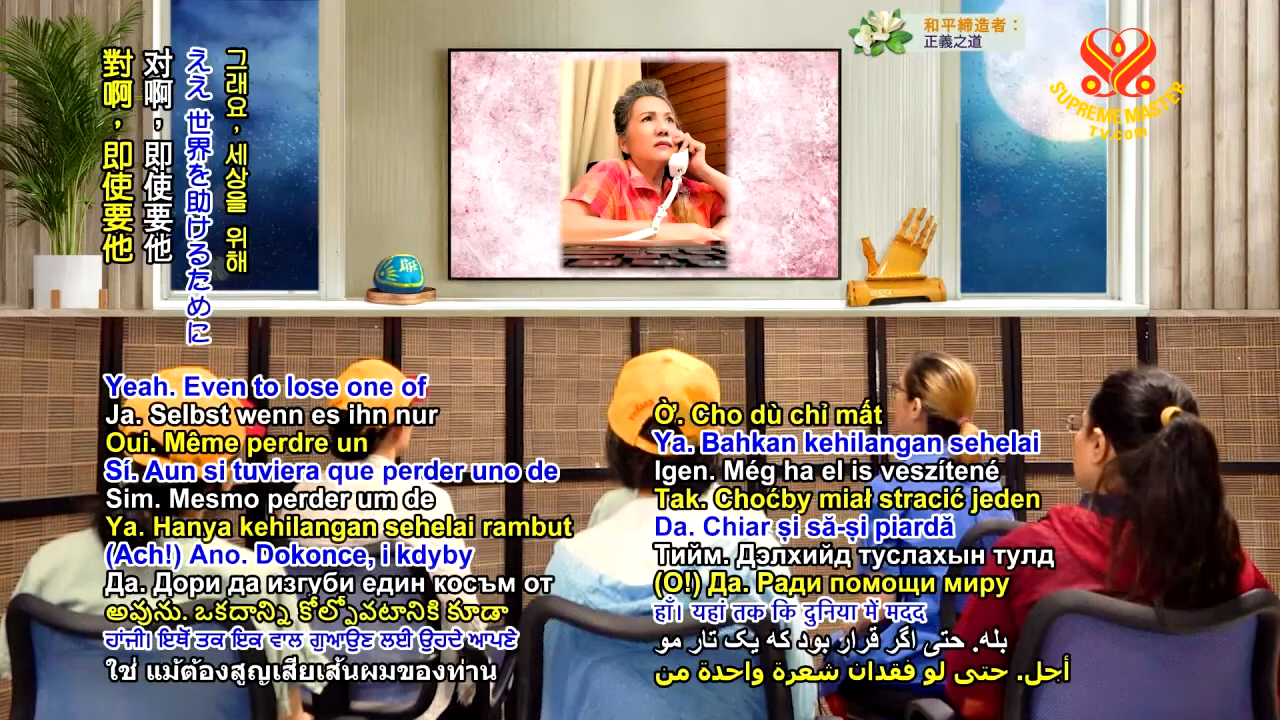 和平締造者：
正義之道
SUPREME MASTER
TV.com
對啊，即使要他
对啊，即使要他
ええ 世界を助けるために
그래요, 세상을 위해
Yeah. Even to lose one of
Ja. Selbst wenn es ihn nur
Oui. Même perdre un
Sí. Aun si tuviera que perder uno de
Sim. Mesmo perder um de
Ya. Hanya kehilangan sehelai rambut
(Ach!) Ano. Dokonce, i kdyby
Да. Дори да изгуби един косъм от
అవును. ఒకదాన్ని కోల్పోవటానికి కూడా
ਹਾਂਜੀ। ਇਥੋਂ ਤਕ ਇਕ ਵਾਲ ਗੁਆਉਣ ਲਈ ਉਹਦੇ ਆਪਣੇ
ใช่ แม้ต้องสูญเสียเส้นผมของท่าน
Ờ. Cho dù chỉ mất
Ya. Bahkan kehilangan sehelai
Igen. Még ha el is veszítené
Tak. Choćby miał stracić jeden
Da. Chiar și să-și piardă
Тийм. Дэлхийд туслахын тулд
(О!) Да. Ради помощи миру
हाँ। यहां तक कि दुनिया में मदद
بله. حتی اگر قرار بود که یک تار مو
أجل. حتى لو فقدان شعرة واحدة من